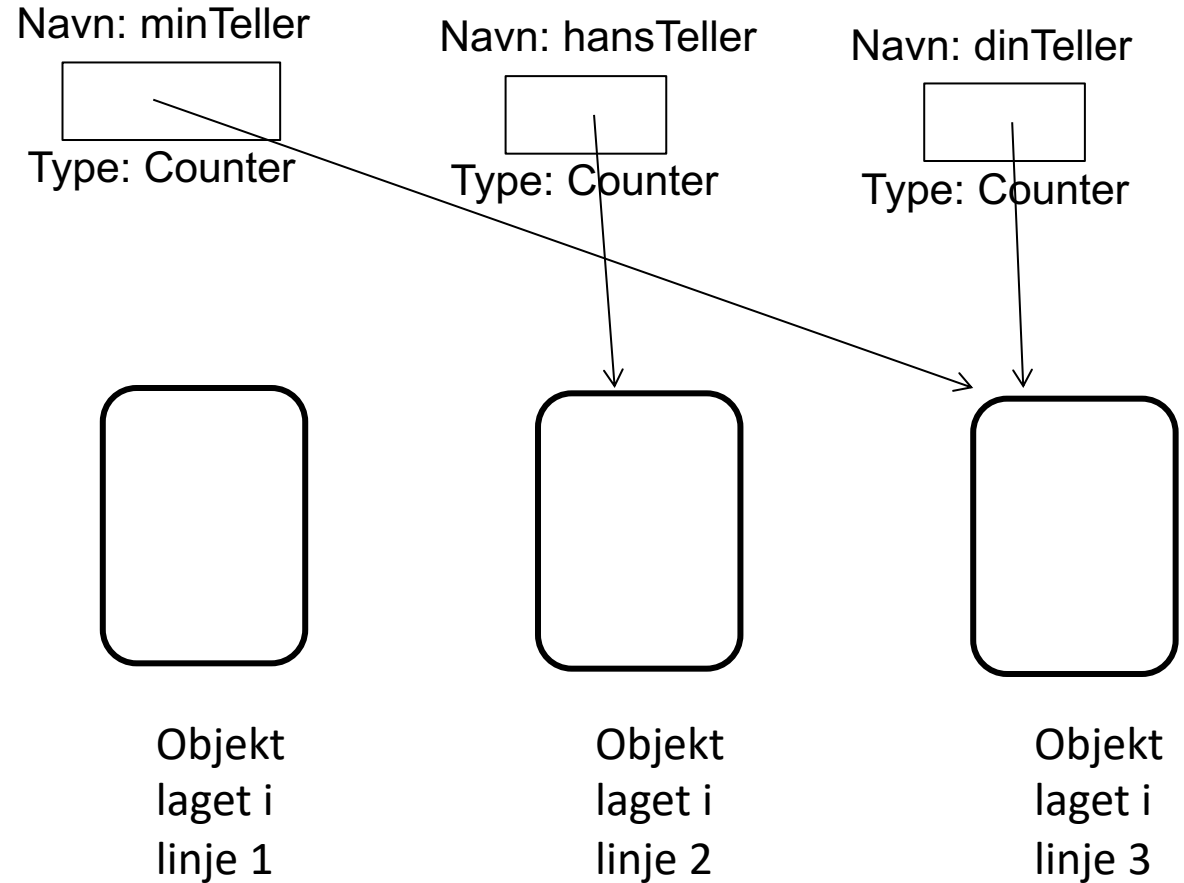 Navn: minTeller
Type: Counter
Navn: hansTeller
Type: Counter
Navn: dinTeller
Type: Counter
Objekt
laget i
linje 1
Objekt
laget i
linje 2
Objekt
laget i
linje 3